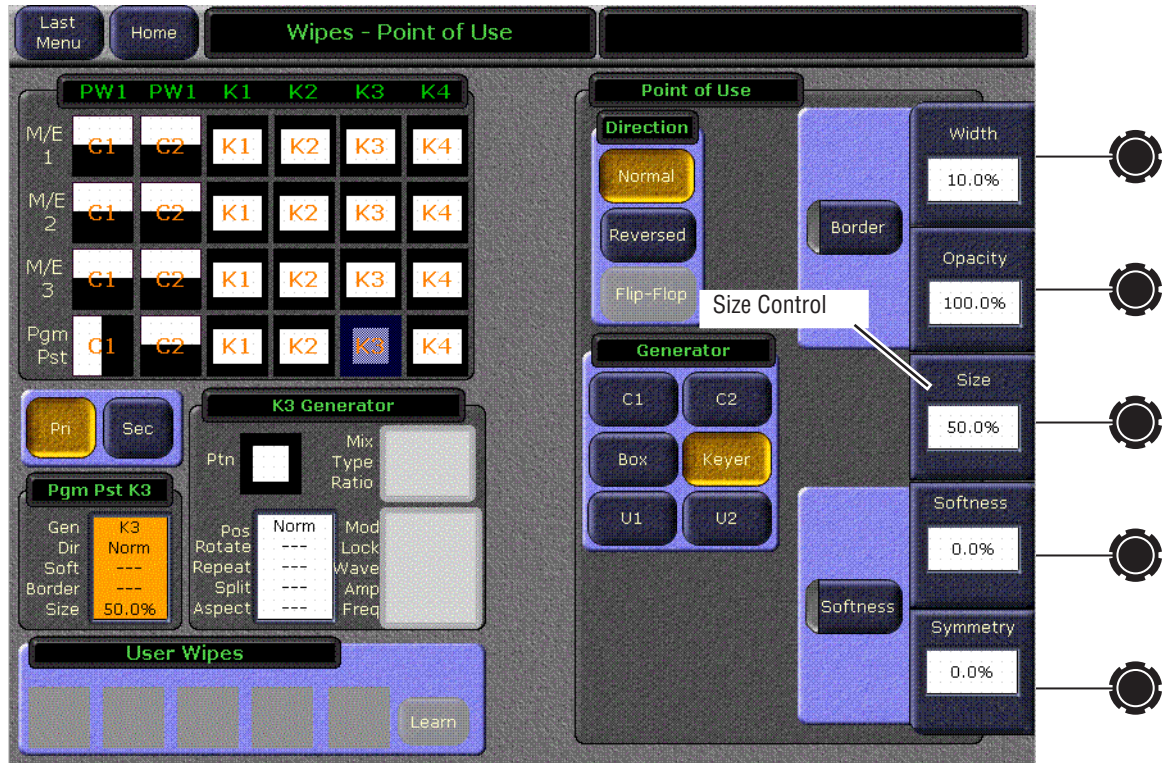 Last Menu
Home
Wipes - Point of Use
PW1 PW1 K1 K2 K3 K4
M/E 1 C1 C2 K1 K2 K3 K4
M/E 2 C1 C2 K1 K2 K3 K4
M/E 3 C1 C2 K1 K2 K3 K4
Pgm Pst C1 C2 K1 K2 K3 K4
Pri
Sec
K3 Generator
Ptn
Mix
Type
Ratio
Pgm Pst K3
Gen K3
Dir Norm
Soft ---
Border ---
Size 50.0%
Pos Norm
Rotate ---
Repeat ---
Split ---
Aspect ---
Mod
Lock
Wave
Amp
Freq
User Wipes
Learn
Point of Use
Direction
Normal
Reversed
Flip-Flop
Size Control
Generator
C1 C2
Box Keyer
U1 U2
Border
Width
10.0%
Opacity
100.0%
Size
50.0%
Softness
Softness
0.0%
Symmetry
0.0%